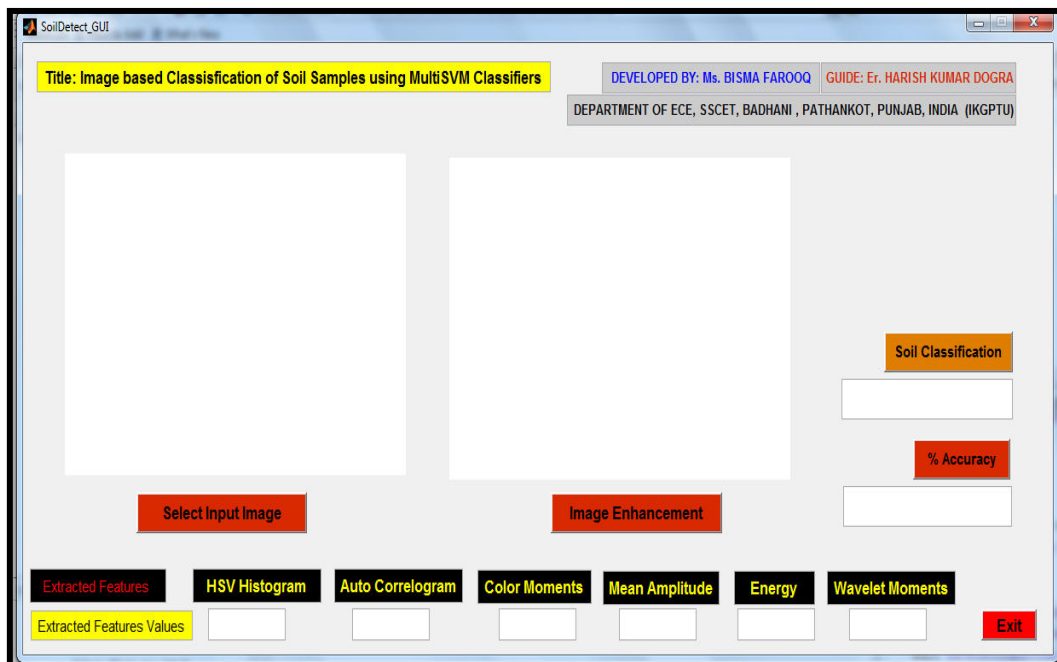 SoilDetect_GUI
Title: Image based Classisfication of Soil Samples using MultiSVM Classifiers
DEVELOPED BY: Ms. BISMA FAROOQ GUIDE: Er. HARISH KUMAR DOGRA
DEPARTMENT OF ECE, SSCET, BADHANI , PATHANKOT, PUNJAB, INDIA (IKGPTU)
Soil Classification
% Accuracy
Select Input Image Image Enhancement
Extracted Features HSV Histogram Auto Correlogram Color Moments Mean Amplitude Energy Wavelet Moments
Extracted Features Values Exit